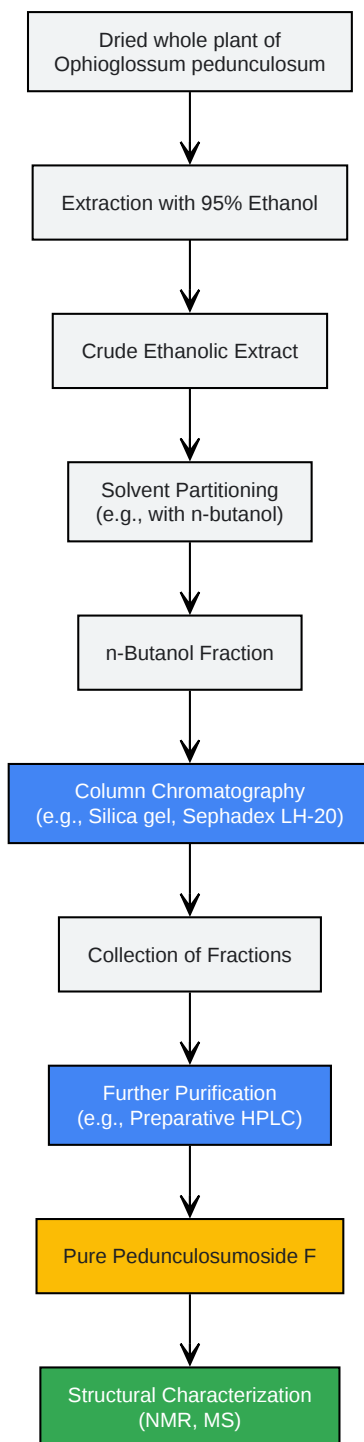 Dried whole plant of
Ophioglossum pedunculosum
Extraction with 95% Ethanol
Crude Ethanolic Extract
Solvent Partitioning
(e.g., with n-butanol)
n-Butanol Fraction
Column Chromatography
(e.g., Silica gel, Sephadex LH-20)
Collection of Fractions
Further Purification
(e.g., Preparative HPLC)
Pure Pedunculosumoside F
Structural Characterization
(NMR, MS)